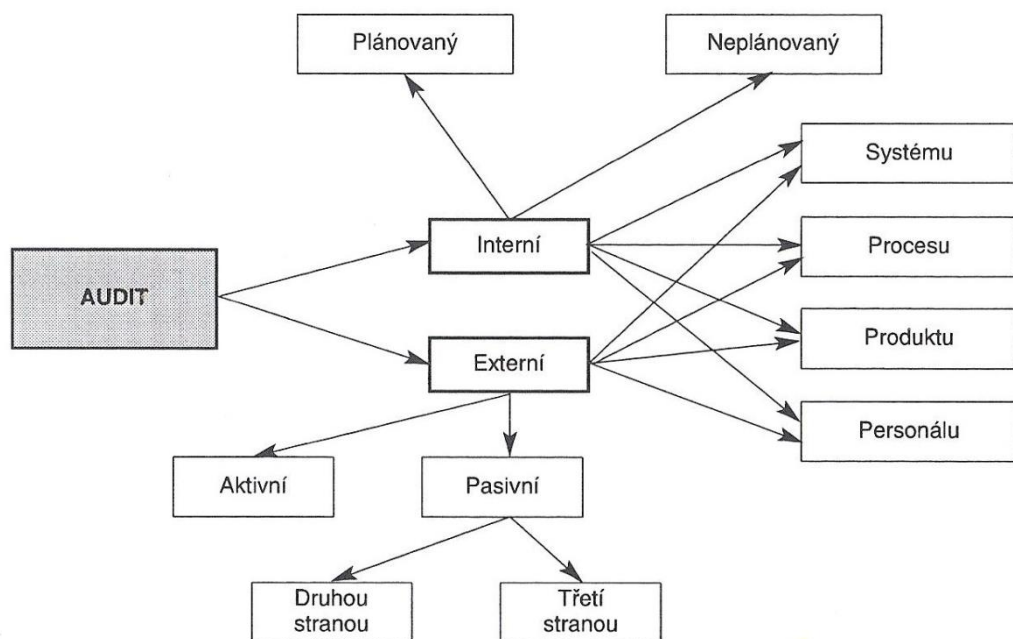 Plánovaný
Neplánovaný
Systému
Interní
Procesu
AUDIT
Produktu
Externí
Personálu
Aktivní
Pasivní
Druhou
stranou
Třetí
stranou